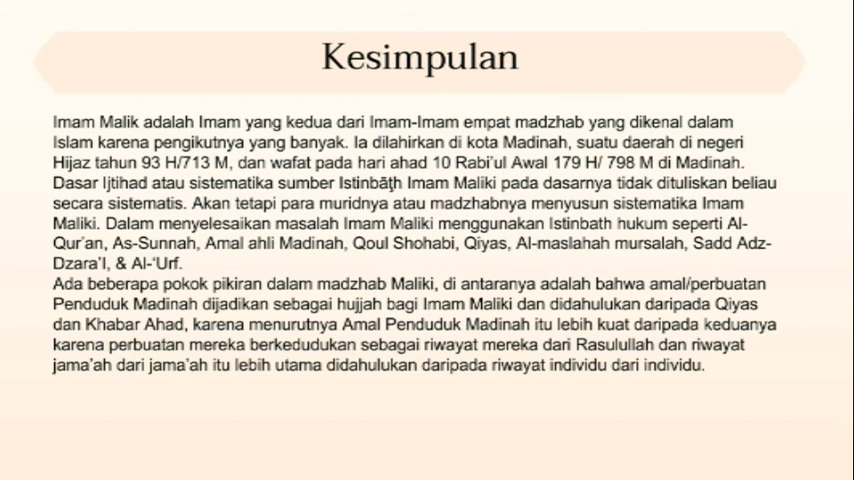 Kesimpulan
Imam Malik adalah Imam yang kedua dari Imam-Imam empat madzhab yang dikenal dalam
Islam karena pengikutnya yang banyak. Ia dilahirkan di kota Madinah, suatu daerah di negeri
Hijaz tahun 93 H/713 M, dan wafat pada hari ahad 10 Rabi’ul Awal 179 H/ 798 M di Madinah.
Dasar Ijtihad atau sistematika sumber Istinbāţh Imam Maliki pada dasarnya tidak dituliskan beliau
secara sistematis. Akan tetapi para muridnya atau madzhabnya menyusun sistematika Imam
Maliki. Dalam menyelesaikan masalah Imam Maliki menggunakan Istinbath hukum seperti Al-
Qur’an, As-Sunnah, Amal ahli Madinah, Qoul Shohabi, Qiyas, Al-maslahah mursalah, Sadd Adz-
Dzara’I, & Al-‘Urf.
Ada beberapa pokok pikiran dalam madzhab Maliki, di antaranya adalah bahwa amal/perbuatan
Penduduk Madinah dijadikan sebagai hujjah bagi Imam Maliki dan didahulukan daripada Qiyas
dan Khabar Ahad, karena menurutnya Amal Penduduk Madinah itu lebih kuat daripada keduanya
karena perbuatan mereka berkedudukan sebagai riwayat mereka dari Rasulullah dan riwayat
jama’ah dari jama’ah itu lebih utama didahulukan daripada riwayat individu dari individu.